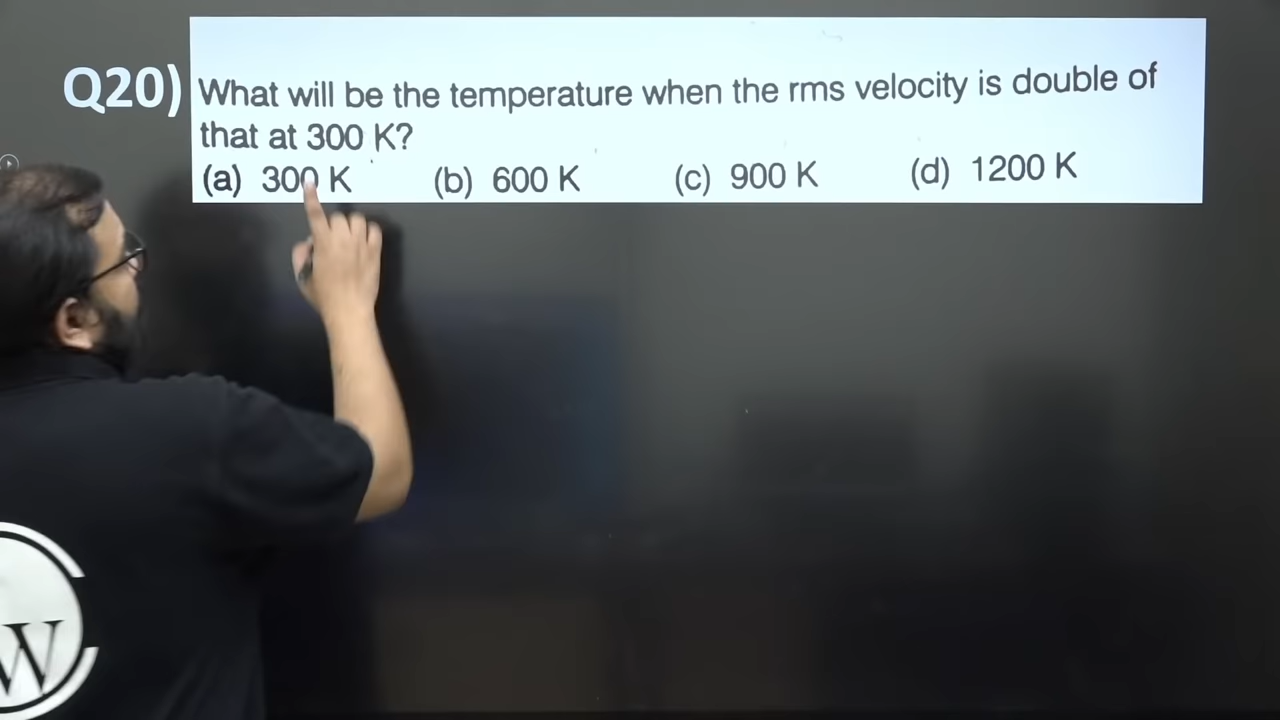 Q20) What will be the temperature when the rms velocity is double of
that at 300 K?
(a) 300 K (b) 600 K (c) 900 K (d) 1200 K
W